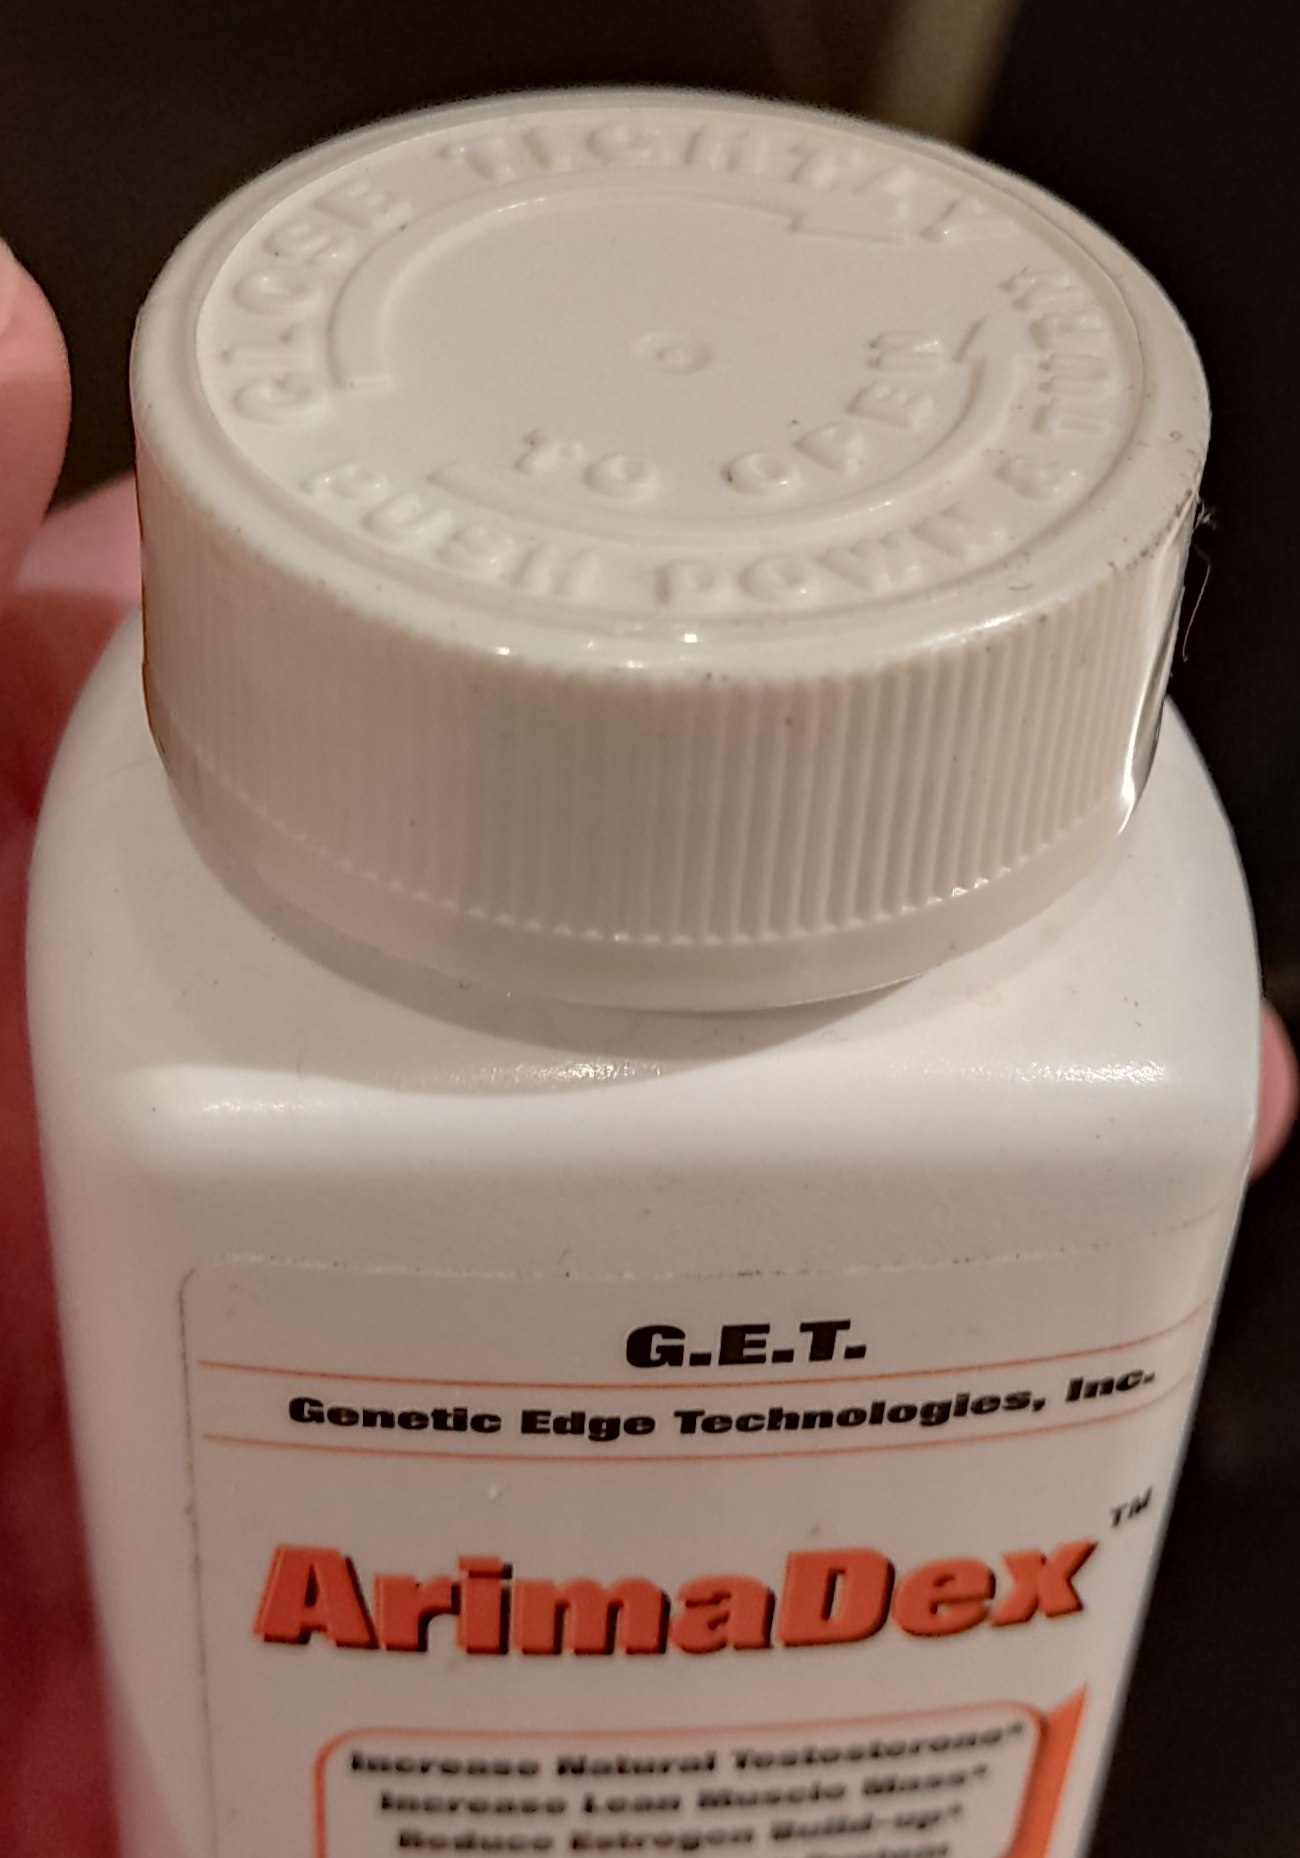 CLOSE TIGHTLY
PUSH DOWN & TURN
TO OPEN
G.E.T.
Genetic Edge Technologies, Inc.
ArimaDex™
Increase Natural Testosterone*
Increase Lean Muscle Mass*
Reduce Estrogen Build-up*